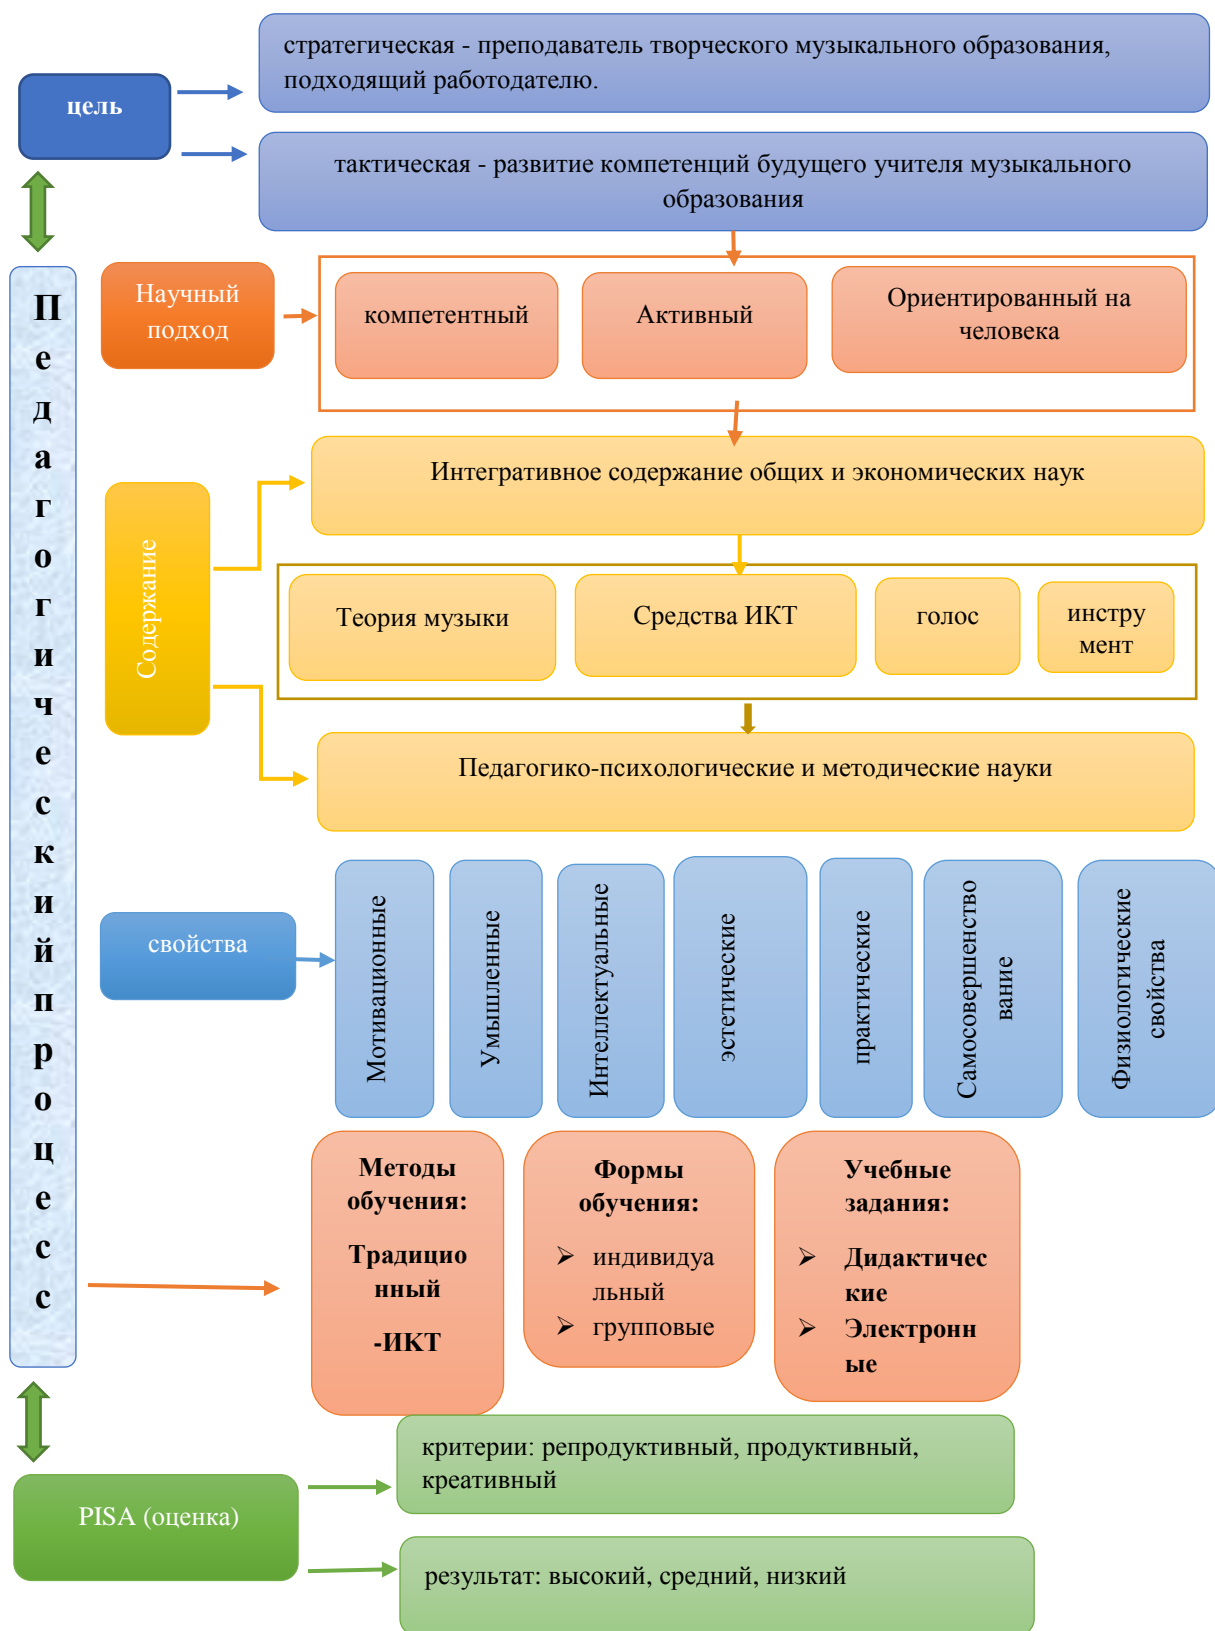 стратегическая - преподаватель творческого музыкального образования,
подходящий работодателю.
цель
тактическая - развитие компетенций будущего учителя музыкального
образования
Педагогический процесс
Научный
подход
компетентный
Активный
Ориентированный на
человека
Интегративное содержание общих и экономических наук
Содержание
Теория музыки
Средства ИКТ
голос
инстру
мент
Педагогико-психологические и методические науки
свойства
Мотивационные
Умышленные
Интеллектуальные
эстетические
практические
Самосовершенство
вание
Физиологические
свойства
Методы
обучения:
Традицио
нный
-ИКТ
Формы
обучения:
➢ индивидуа
льный
➢ групповые
Учебные
задания:
➢ Дидактичес
кие
➢ Электронн
ые
критерии: репродуктивный, продуктивный,
креативный
PISA (оценка)
результат: высокий, средний, низкий